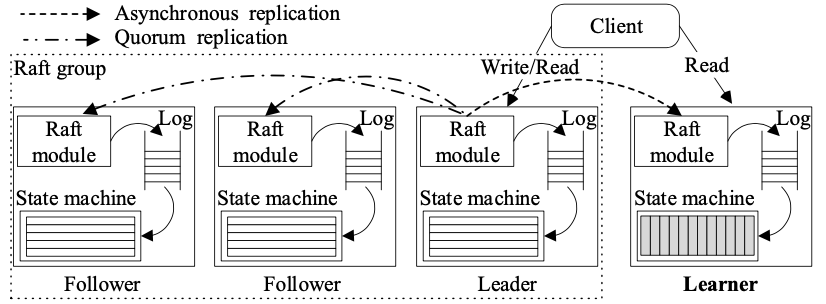 Asynchronous replication
Quorum replication
Client
Raft group
Write/Read
Read
Raft module
Log
State machine
Follower
Raft module
Log
State machine
Follower
Raft module
Log
State machine
Leader
Raft module
Log
State machine
Learner